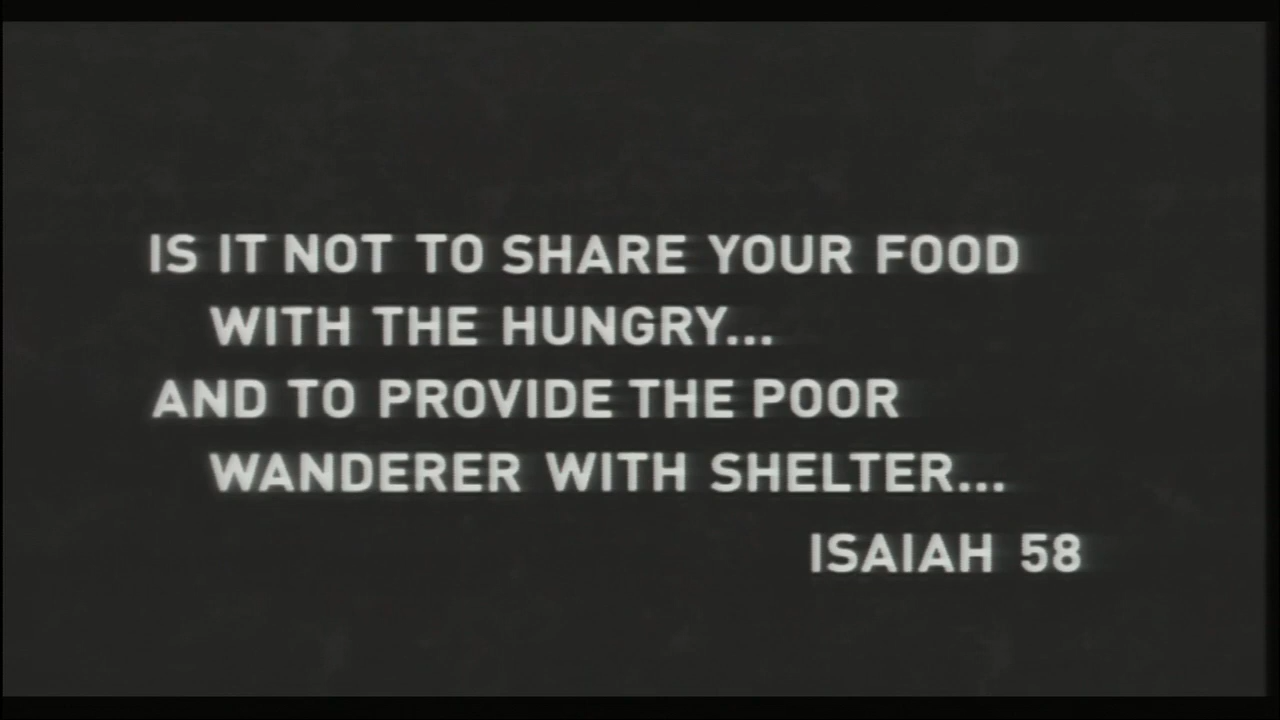 IS IT NOT TO SHARE YOUR FOOD
WITH THE HUNGRY...
AND TO PROVIDE THE POOR
WANDERER WITH SHELTER...
ISAIAH 58